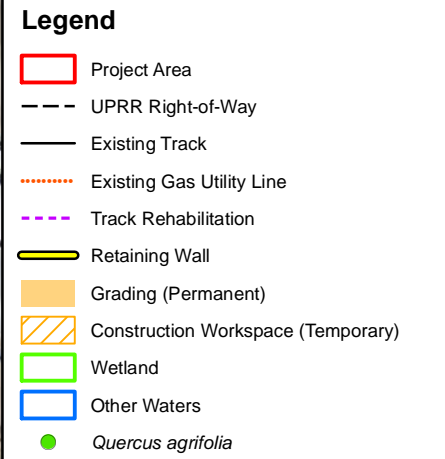 Legend
Project Area
UPRR Right-of-Way
Existing Track
Existing Gas Utility Line
Track Rehabilitation
Retaining Wall
Grading (Permanent)
Construction Workspace (Temporary)
Wetland
Other Waters
Quercus agrifolia